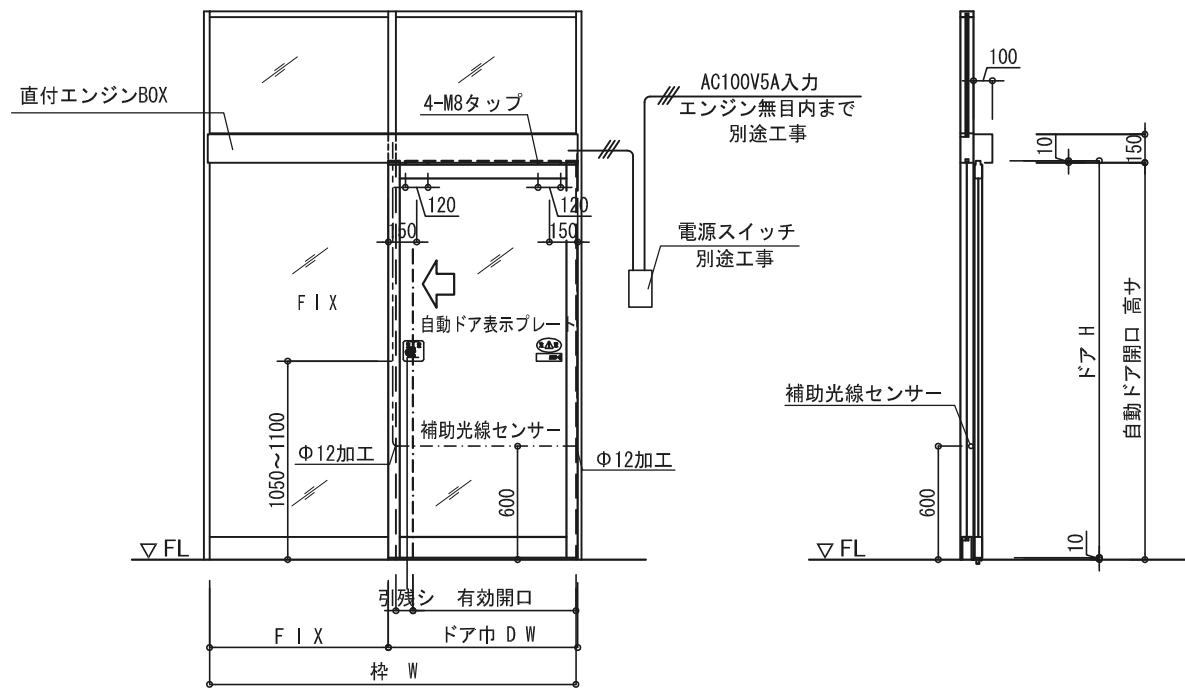 直付エンジンBOX
4-M8タップ
AC100V5A入力
エンジン無目内まで
別途工事
120
120
150
150
電源スイッチ
別途工事
FIX
自動ドア表示プレート
1050～1100
補助光線センサー
Φ12加工
Φ12加工
600
▽FL
引残シ
有効開口
FIX
ドア巾 DW
枠 W
100
10
150
ドア H
自動ドア開口 高サ
補助光線センサー
600
10
▽FL